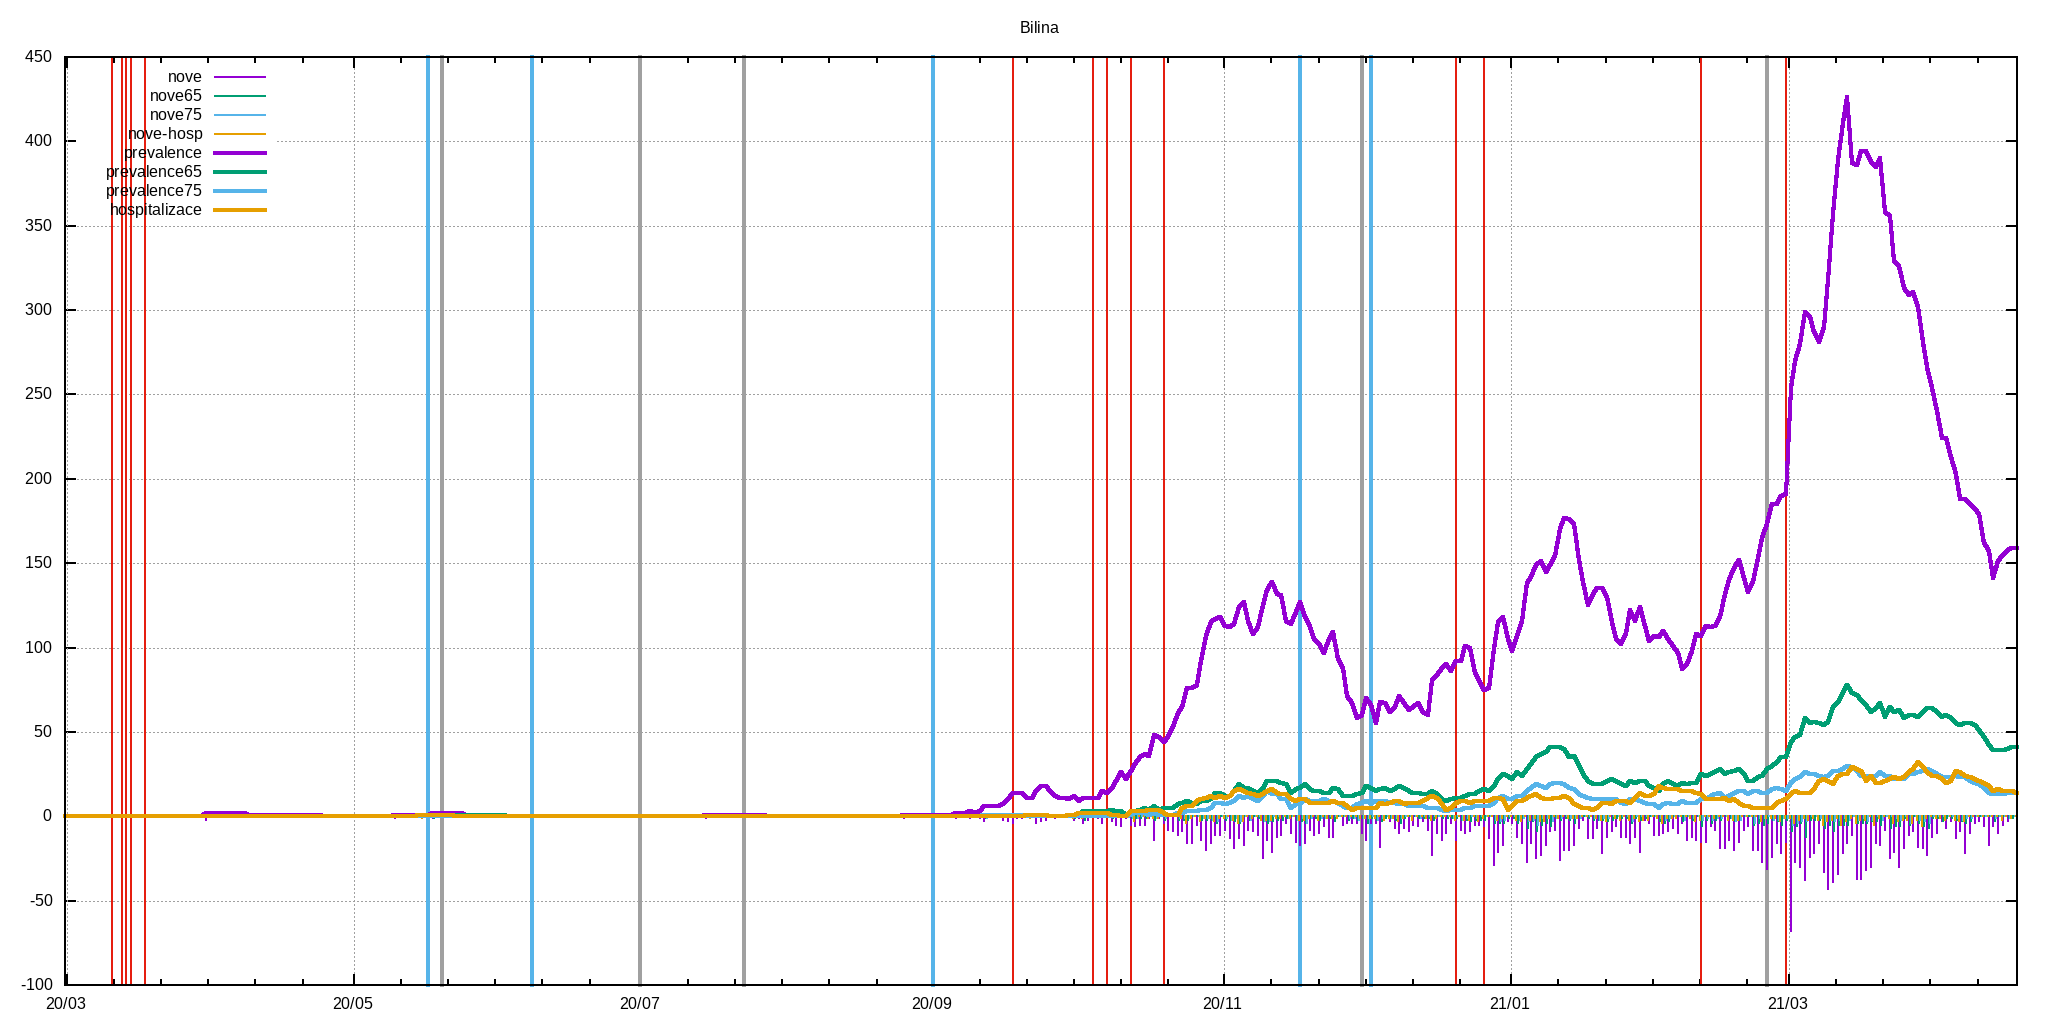 Bilina
450
400
350
300
250
200
150
100
50
0
-50
-100
nove
nove65
nove75
nove-hosp
prevalence
prevalence65
prevalence75
hospitalizace
20/03 20/05 20/07 20/09 20/11 21/01 21/03